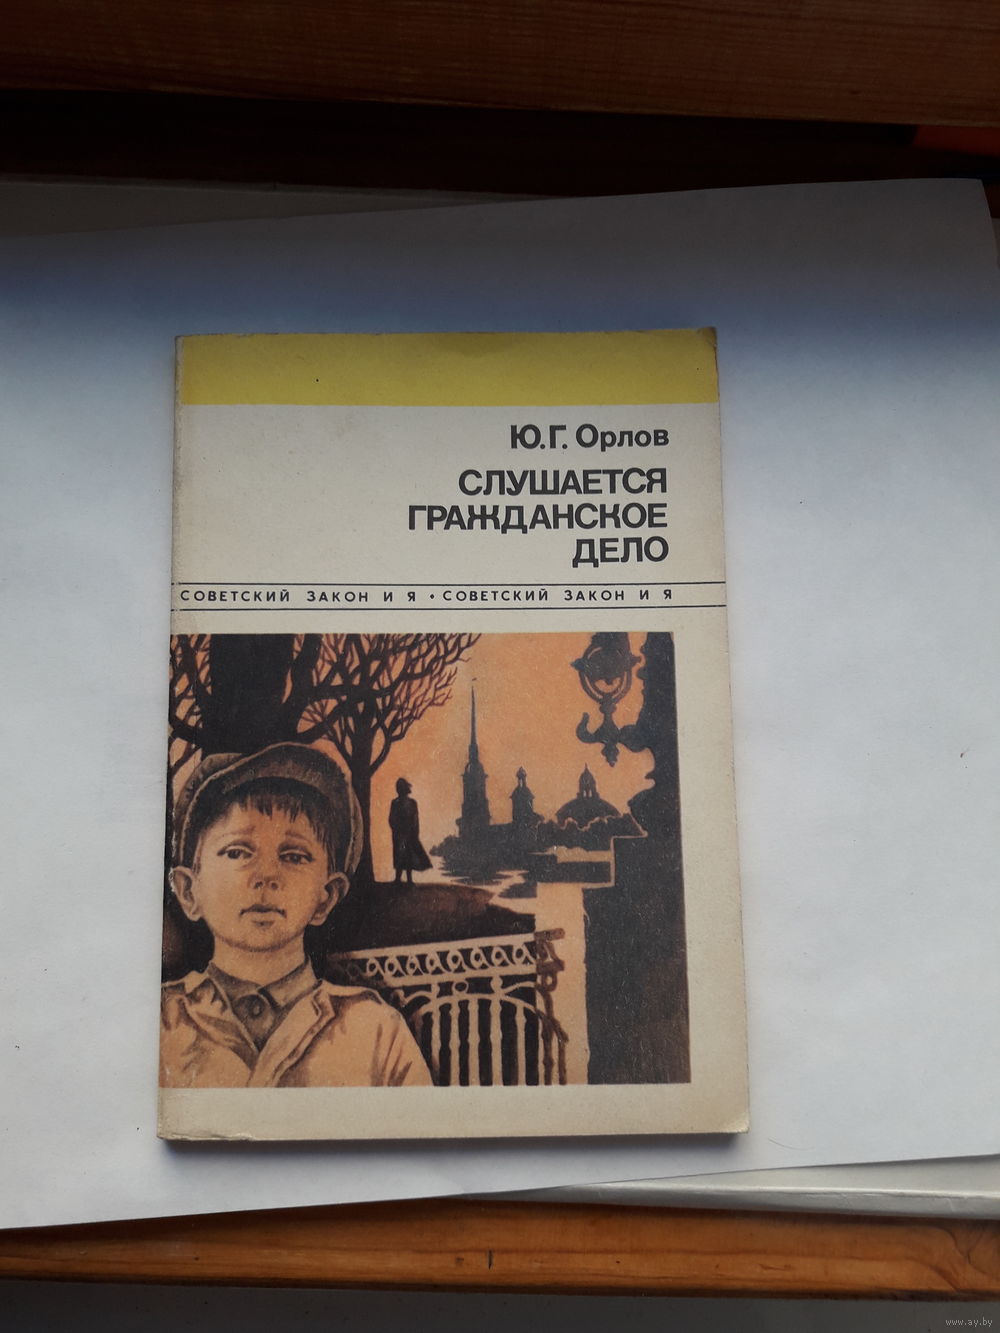 Ю.Г. Орлов
СЛУШАЕТСЯ
ГРАЖДАНСКОЕ
ДЕЛО
СОВЕТСКИЙ ЗАКОН И Я • СОВЕТСКИЙ ЗАКОН И Я
www.ay.by